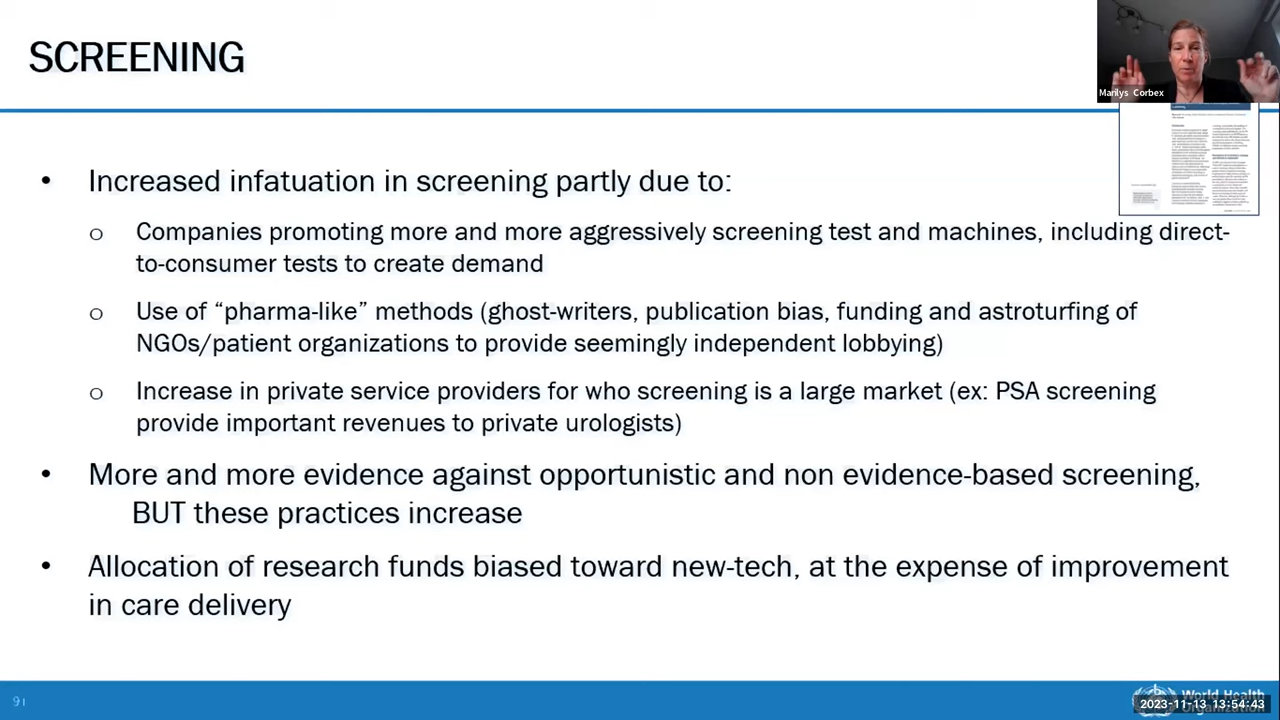 SCREENING
Marilys Corbex
• Increased infatuation in screening partly due to:
o Companies promoting more and more aggressively screening test and machines, including direct-
to-consumer tests to create demand
o Use of “pharma-like” methods (ghost-writers, publication bias, funding and astroturfing of
NGOs/patient organizations to provide seemingly independent lobbying)
o Increase in private service providers for who screening is a large market (ex: PSA screening
provide important revenues to private urologists)
• More and more evidence against opportunistic and non evidence-based screening,
BUT these practices increase
• Allocation of research funds biased toward new-tech, at the expense of improvement
in care delivery
9 |
World Health
Organization
2023-11-13 13:54:43